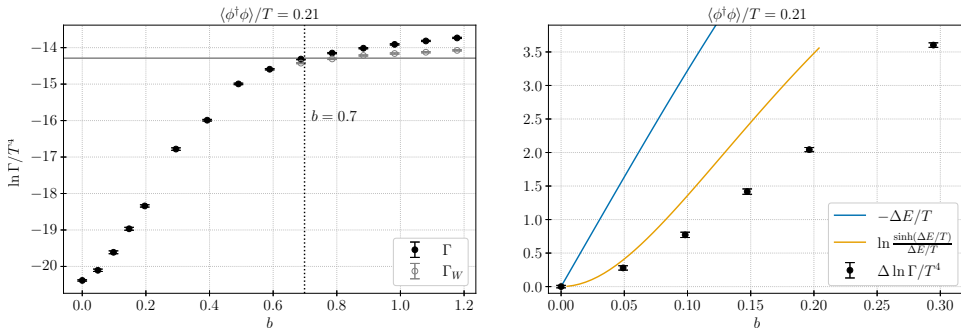 ⟨ϕ†ϕ⟩/T = 0.21
−14
−15
−16
−17
−18
−19
−20
ln Γ/T⁴
b = 0.7
Γ
Γ_W
0.0 0.2 0.4 0.6 0.8 1.0 1.2
b
⟨ϕ†ϕ⟩/T = 0.21
3.5
3.0
2.5
2.0
1.5
1.0
0.5
0.0
−ΔE/T
ln sinh(ΔE/T)/ΔE/T
Δ ln Γ/T⁴
0.00 0.05 0.10 0.15 0.20 0.25 0.30
b